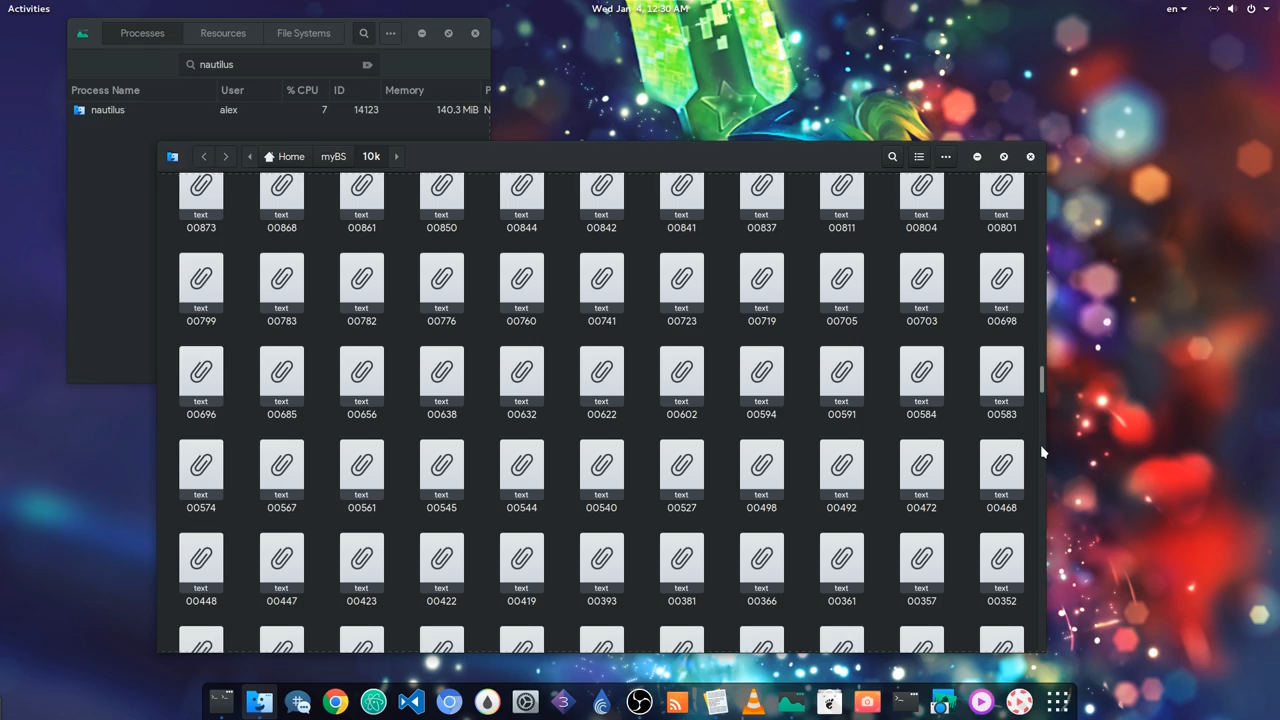 Activities
Wed Jan 4, 12:30 AM
en
Processes Resources File Systems
nautilus
Process Name User % CPU ID Memory P
nautilus alex 7 14123 140.3 MiB N
Home myBS 10k
text text text text text text text text text text text
00873 00868 00861 00850 00844 00842 00841 00837 00811 00804 00801
text text text text text text text text text text text
00799 00783 00782 00776 00760 00741 00723 00719 00705 00703 00698
text text text text text text text text text text text
00696 00685 00656 00638 00632 00622 00602 00594 00591 00584 00583
text text text text text text text text text text text
00574 00567 00561 00545 00544 00540 00527 00498 00492 00472 00468
text text text text text text text text text text text
00448 00447 00423 00422 00419 00393 00381 00366 00361 00357 00352